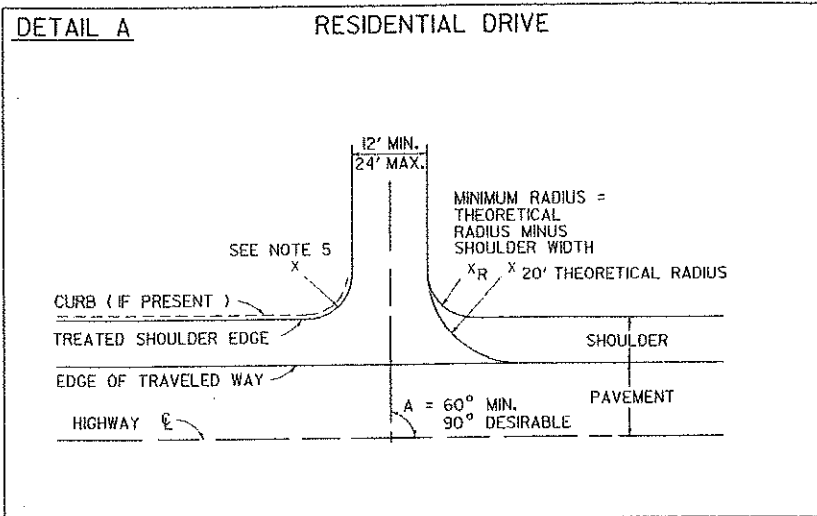 DETAIL A
RESIDENTIAL DRIVE
12' MIN.
24' MAX.
MINIMUM RADIUS =
THEORETICAL
RADIUS MINUS
SHOULDER WIDTH
SEE NOTE 5
X
XR
X 20' THEORETICAL RADIUS
CURB (IF PRESENT)
TREATED SHOULDER EDGE
SHOULDER
EDGE OF TRAVELED WAY
PAVEMENT
A = 60° MIN.
90° DESIRABLE
HIGHWAY ℄